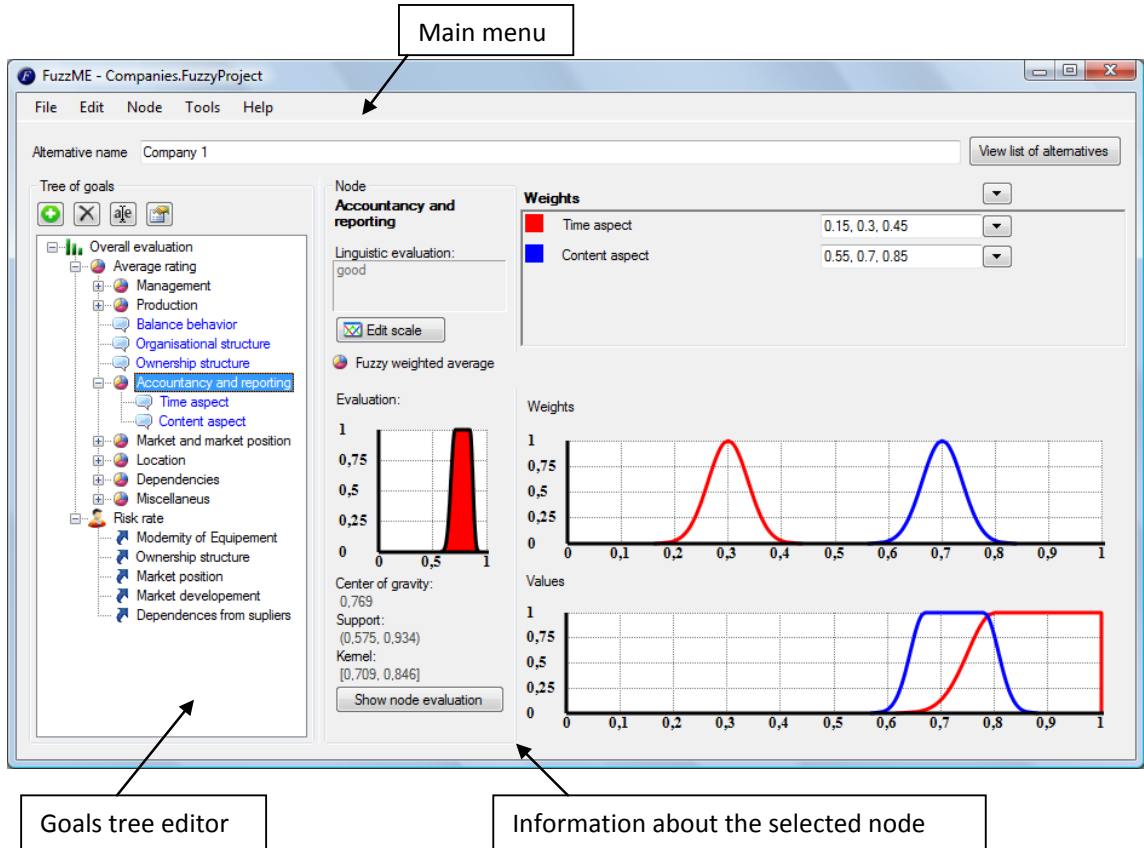 Main menu
FuzzME - Companies.FuzzyProject
File Edit Node Tools Help
Alternative name Company 1 View list of alternatives
Tree of goals
a e
Overall evaluation
Average rating
Management
Production
Balance behavior
Organisational structure
Ownership structure
Accountancy and reporting
Time aspect
Content aspect
Market and market position
Location
Dependencies
Miscellaneus
Risk rate
Modernity of Equipement
Ownership structure
Market position
Market developement
Dependences from supliers
Node
Accountancy and
reporting
Linguistic evaluation:
good
Edit scale
Fuzzy weighted average
Evaluation:
1
0,75
0,5
0,25
0
0 0,5 1
Center of gravity:
0,769
Support:
(0,575, 0,934)
Kernel:
[0,709, 0,846]
Show node evaluation
Weights
Time aspect 0.15, 0.3, 0.45
Content aspect 0.55, 0.7, 0.85
Weights
1
0,75
0,5
0,25
0
0 0,1 0,2 0,3 0,4 0,5 0,6 0,7 0,8 0,9 1
Values
1
0,75
0,5
0,25
0
0 0,1 0,2 0,3 0,4 0,5 0,6 0,7 0,8 0,9 1
Goals tree editor
Information about the selected node